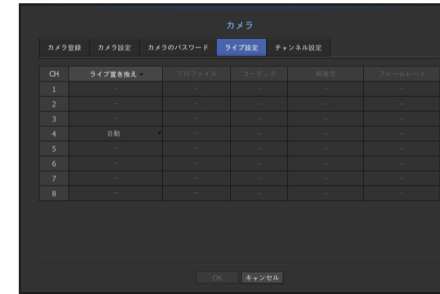 カメラ
カメラ登録 カメラ設定 カメラのパスワード ライブ設定 チャンネル設定
CH ライブ置き換え プロファイル コーデック 解像度 フレームレート
1 -- -- -- -- --
2 -- -- -- -- --
3 -- -- -- -- --
4 自動 -- -- -- --
5 -- -- -- -- --
6 -- -- -- -- --
7 -- -- -- -- --
8 -- -- -- -- --
OK キャンセル